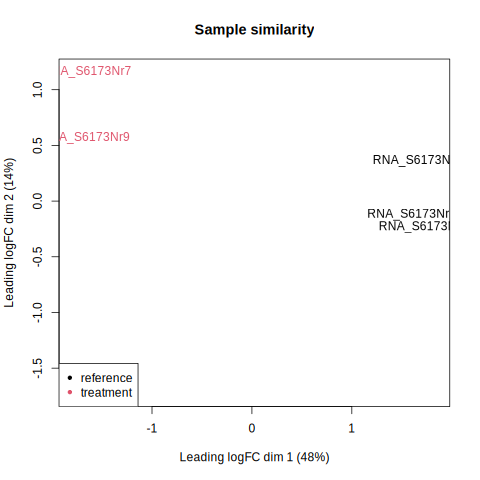 Sample similarity
A_S6173Nr7
A_S6173Nr9
RNA_S6173N
RNA_S6173Nr
RNA_S6173
reference
treatment
1.0
0.5
0.0
-0.5
-1.0
-1.5
Leading logFC dim 2 (14%)
-1
0
1
Leading logFC dim 1 (48%)